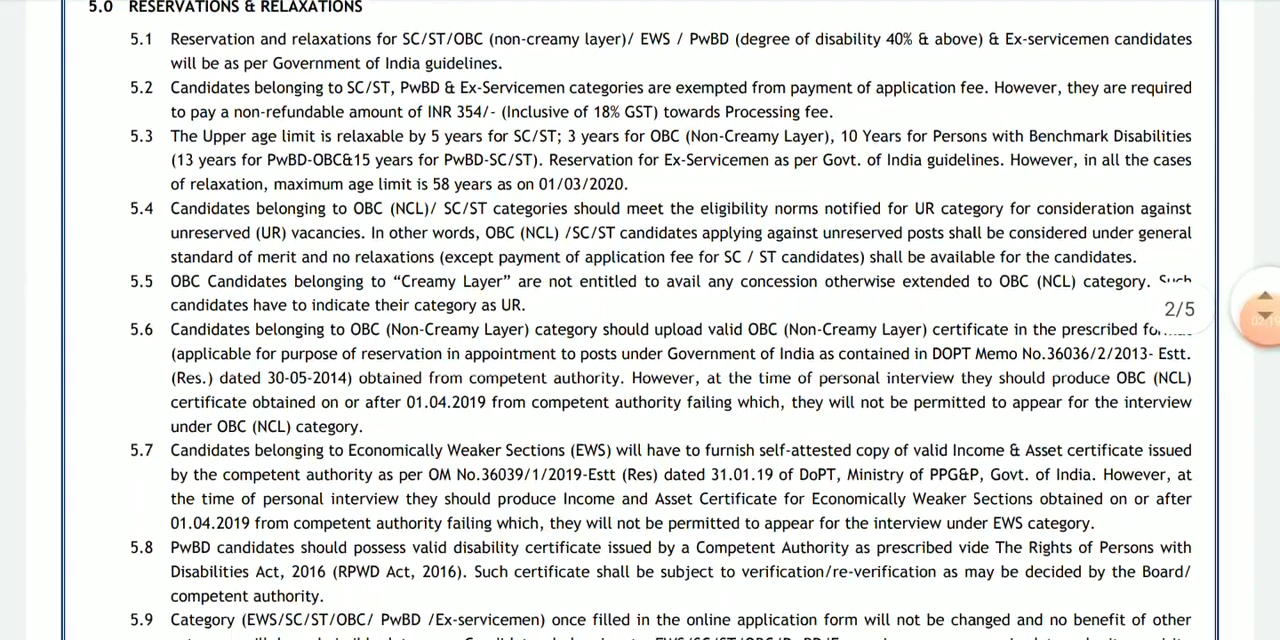 5.0 RESERVATIONS & RELAXATIONS
5.1 Reservation and relaxations for SC/ST/OBC (non-creamy layer)/ EWS / PwBD (degree of disability 40% & above) & Ex-servicemen candidates
will be as per Government of India guidelines.
5.2 Candidates belonging to SC/ST, PwBD & Ex-Servicemen categories are exempted from payment of application fee. However, they are required
to pay a non-refundable amount of INR 354/- (Inclusive of 18% GST) towards Processing fee.
5.3 The Upper age limit is relaxable by 5 years for SC/ST; 3 years for OBC (Non-Creamy Layer), 10 Years for Persons with Benchmark Disabilities
(13 years for PwBD-OBC&15 years for PwBD-SC/ST). Reservation for Ex-Servicemen as per Govt. of India guidelines. However, in all the cases
of relaxation, maximum age limit is 58 years as on 01/03/2020.
5.4 Candidates belonging to OBC (NCL)/ SC/ST categories should meet the eligibility norms notified for UR category for consideration against
unreserved (UR) vacancies. In other words, OBC (NCL) /SC/ST candidates applying against unreserved posts shall be considered under general
standard of merit and no relaxations (except payment of application fee for SC / ST candidates) shall be available for the candidates.
5.5 OBC Candidates belonging to “Creamy Layer” are not entitled to avail any concession otherwise extended to OBC (NCL) category. Such
candidates have to indicate their category as UR.
2/5
5.6 Candidates belonging to OBC (Non-Creamy Layer) category should upload valid OBC (Non-Creamy Layer) certificate in the prescribed
(applicable for purpose of reservation in appointment to posts under Government of India as contained in DOPT Memo No.36036/2/2013- Estt.
(Res.) dated 30-05-2014) obtained from competent authority. However, at the time of personal interview they should produce OBC (NCL)
certificate obtained on or after 01.04.2019 from competent authority failing which, they will not be permitted to appear for the interview
under OBC (NCL) category.
5.7 Candidates belonging to Economically Weaker Sections (EWS) will have to furnish self-attested copy of valid Income & Asset certificate issued
by the competent authority as per OM No.36039/1/2019-Estt (Res) dated 31.01.19 of DoPT, Ministry of PPG&P, Govt. of India. However, at
the time of personal interview they should produce Income and Asset Certificate for Economically Weaker Sections obtained on or after
01.04.2019 from competent authority failing which, they will not be permitted to appear for the interview under EWS category.
5.8 PwBD candidates should possess valid disability certificate issued by a Competent Authority as prescribed vide The Rights of Persons with
Disabilities Act, 2016 (RPWD Act, 2016). Such certificate shall be subject to verification/re-verification as may be decided by the Board/
competent authority.
5.9 Category (EWS/SC/ST/OBC/ PwBD /Ex-servicemen) once filled in the online application form will not be changed and no benefit of other